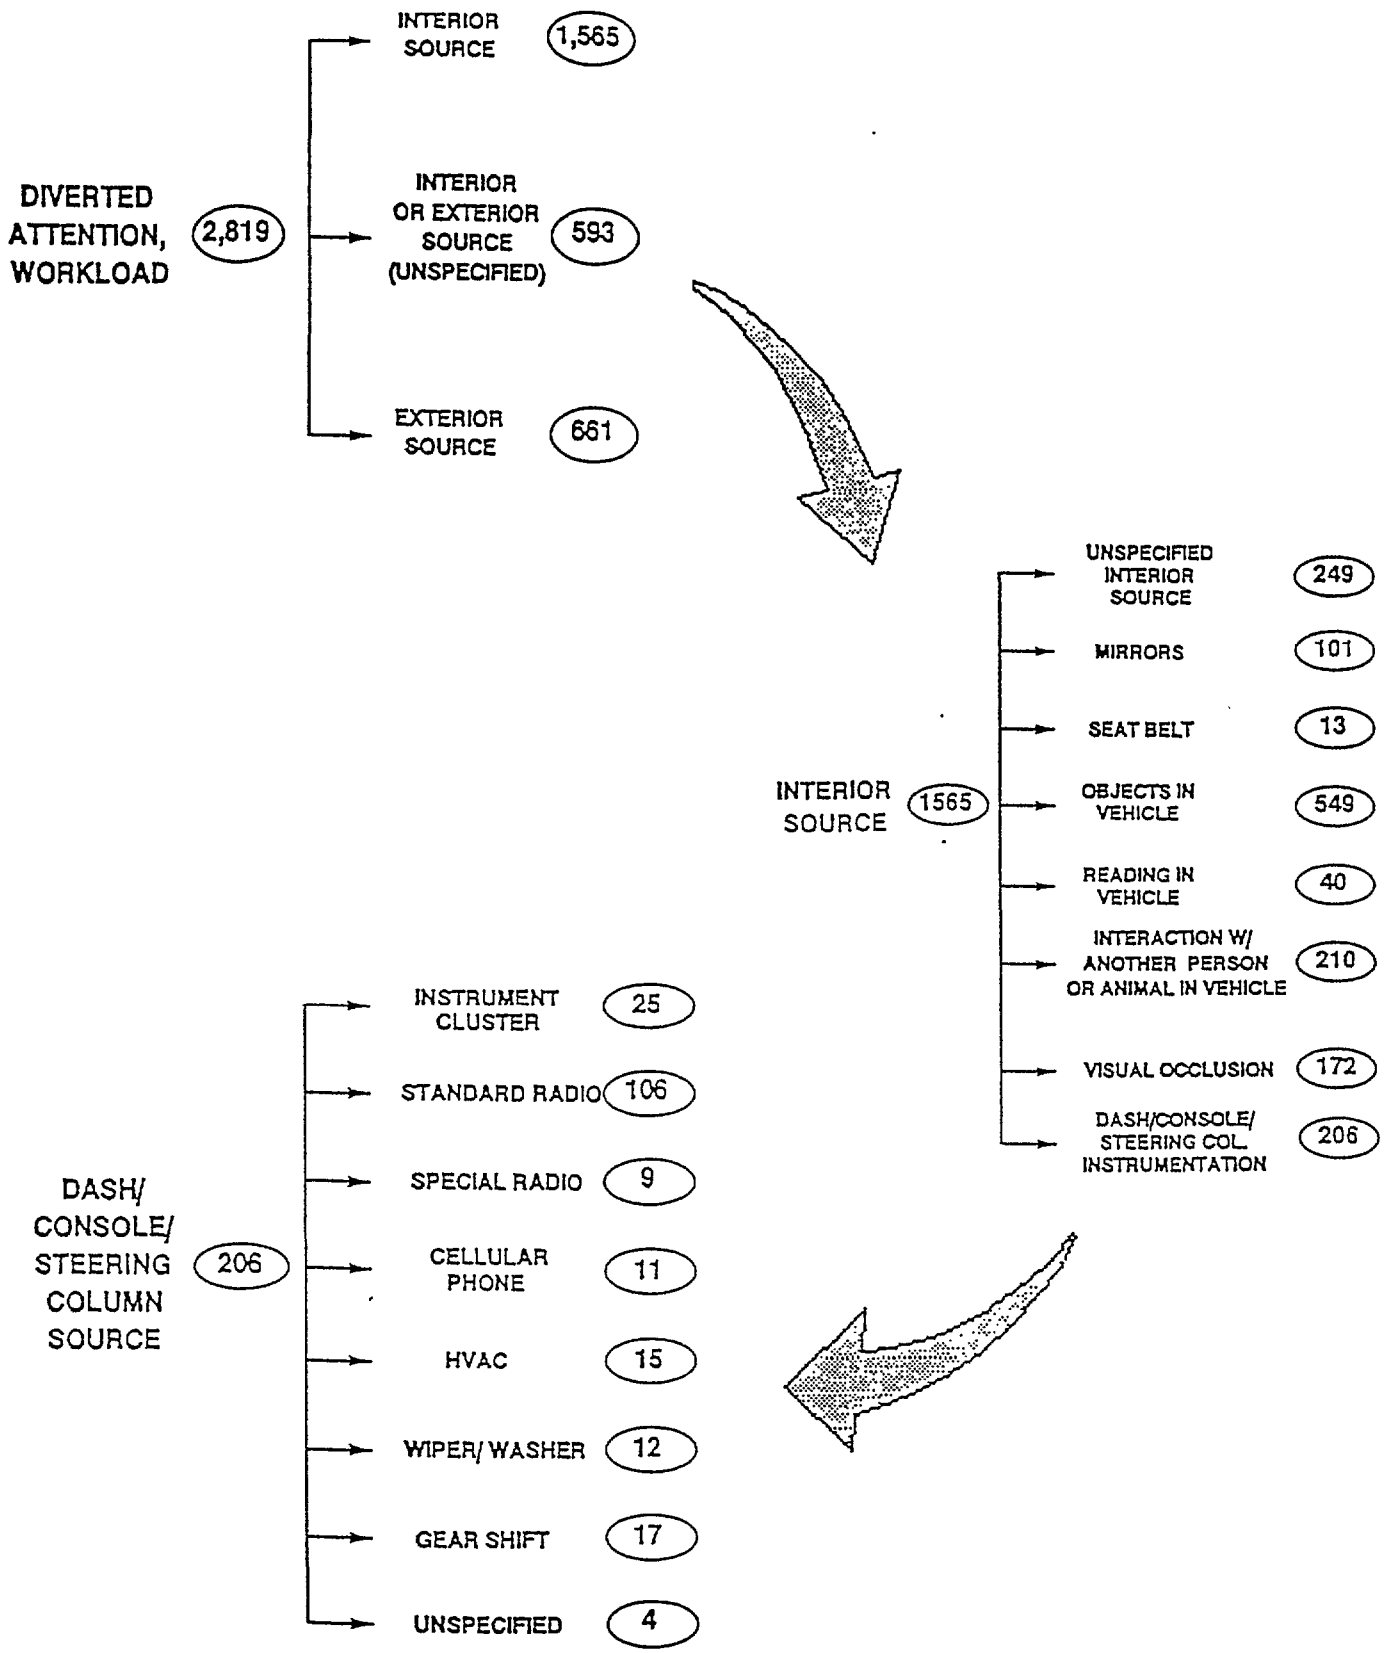 INTERIOR
SOURCE
1,565
DIVERTED
ATTENTION,
WORKLOAD
2,819
INTERIOR
OR EXTERIOR
SOURCE
(UNSPECIFIED)
593
EXTERIOR
SOURCE
661
INTERIOR
SOURCE
1565
UNSPECIFIED
INTERIOR
SOURCE
249
MIRRORS
101
SEAT BELT
13
OBJECTS IN
VEHICLE
549
READING IN
VEHICLE
40
INTERACTION W/
ANOTHER PERSON
OR ANIMAL IN VEHICLE
210
VISUAL OCCLUSION
172
DASH/CONSOLE/
STEERING COL.
INSTRUMENTATION
206
DASH/
CONSOLE/
STEERING
COLUMN
SOURCE
206
INSTRUMENT
CLUSTER
25
STANDARD RADIO
106
SPECIAL RADIO
9
CELLULAR
PHONE
11
HVAC
15
WIPER/ WASHER
12
GEAR SHIFT
17
UNSPECIFIED
4